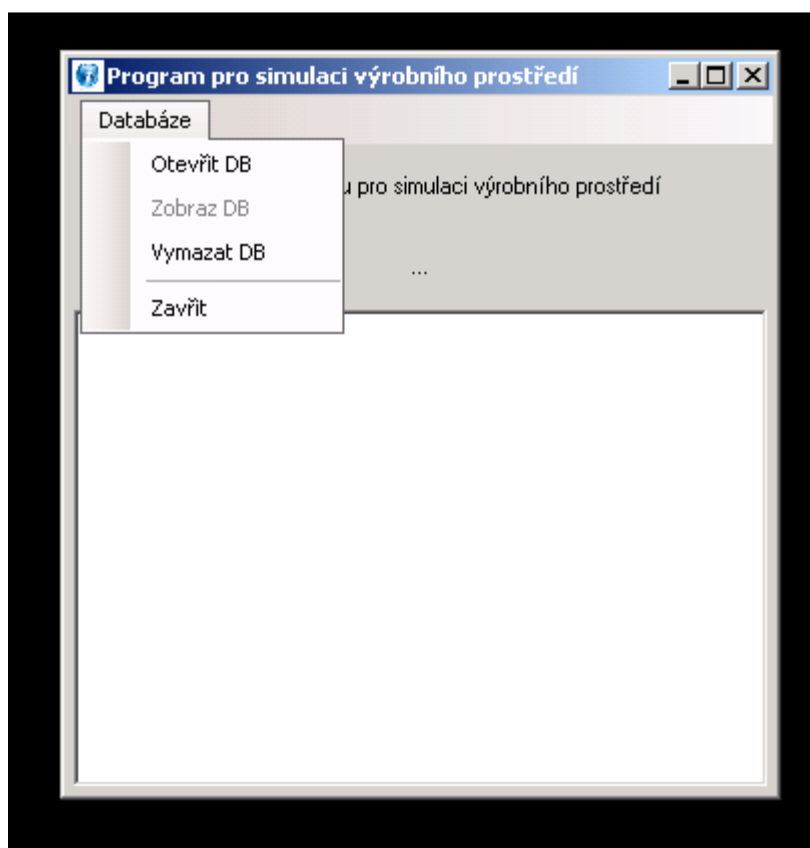 Program pro simulaci výrobního prostředí
Databáze
Otevřít DB
Zobraz DB
Vymazat DB
Zavřít
u pro simulaci výrobního prostředí
...